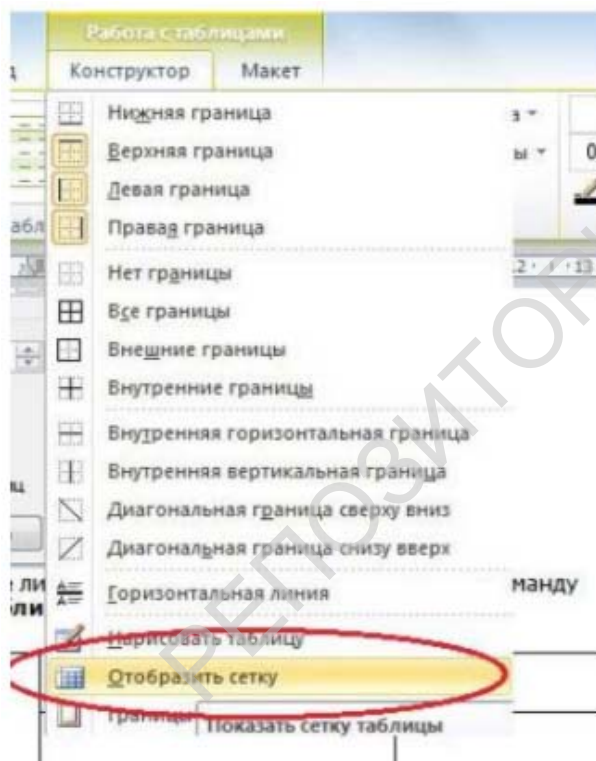 Работа с таблицами
Конструктор Макет
Нижняя граница
Верхняя граница
Левая граница
Правая граница
Нет границы
Все границы
Внешние границы
Внутренние границы
Внутренняя горизонтальная граница
Внутренняя вертикальная граница
Диагональная граница сверху вниз
Диагональная граница снизу вверх
Горизонтальная линия
манду
Нарисовать таблицу
Отобразить сетку
Границы
Показать сетку таблицы